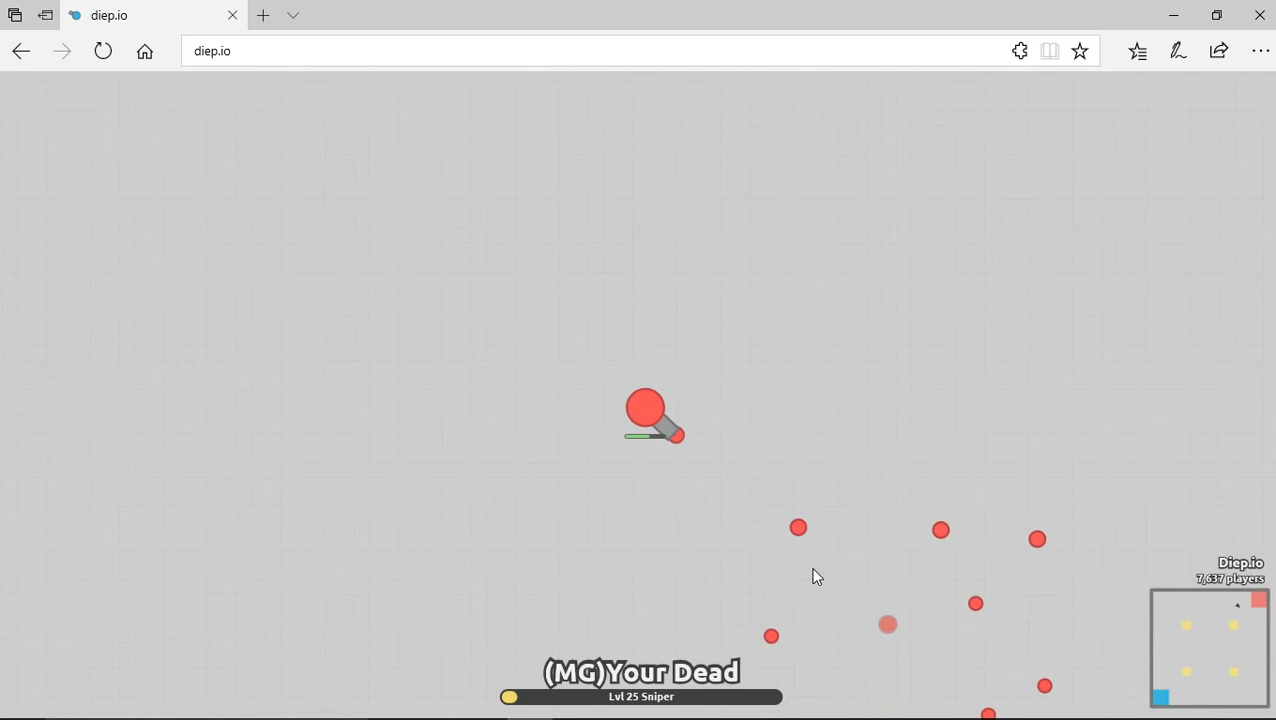 diep.io
diep.io
Diep.io
7,637 players
(MG)Your Dead
Lvl 25 Sniper